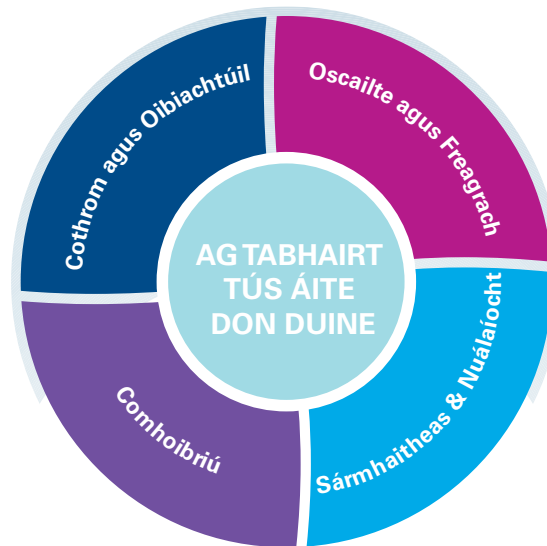 Cothrom agus Oibiachtúil
Oscailte agus Freagrach
AG TABHAIRT
TÚS ÁITE
DON DUINE
Comhoibriú
Sármhaitheas & Nuálaíocht